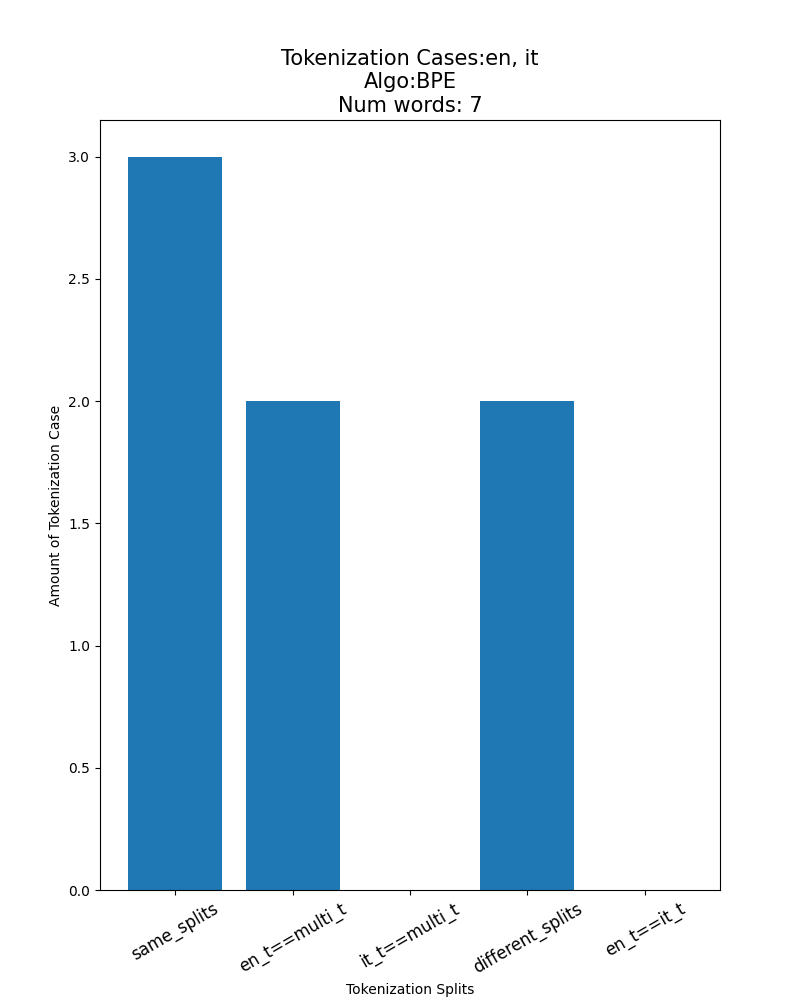 Tokenization Cases:en, it
Algo:BPE
Num words: 7
Amount of Tokenization Case
3.0
2.5
2.0
1.5
1.0
0.5
0.0
same_splits
en_t==multi_t
it_t==multi_t
different_splits
en_t==it_t
Tokenization Splits